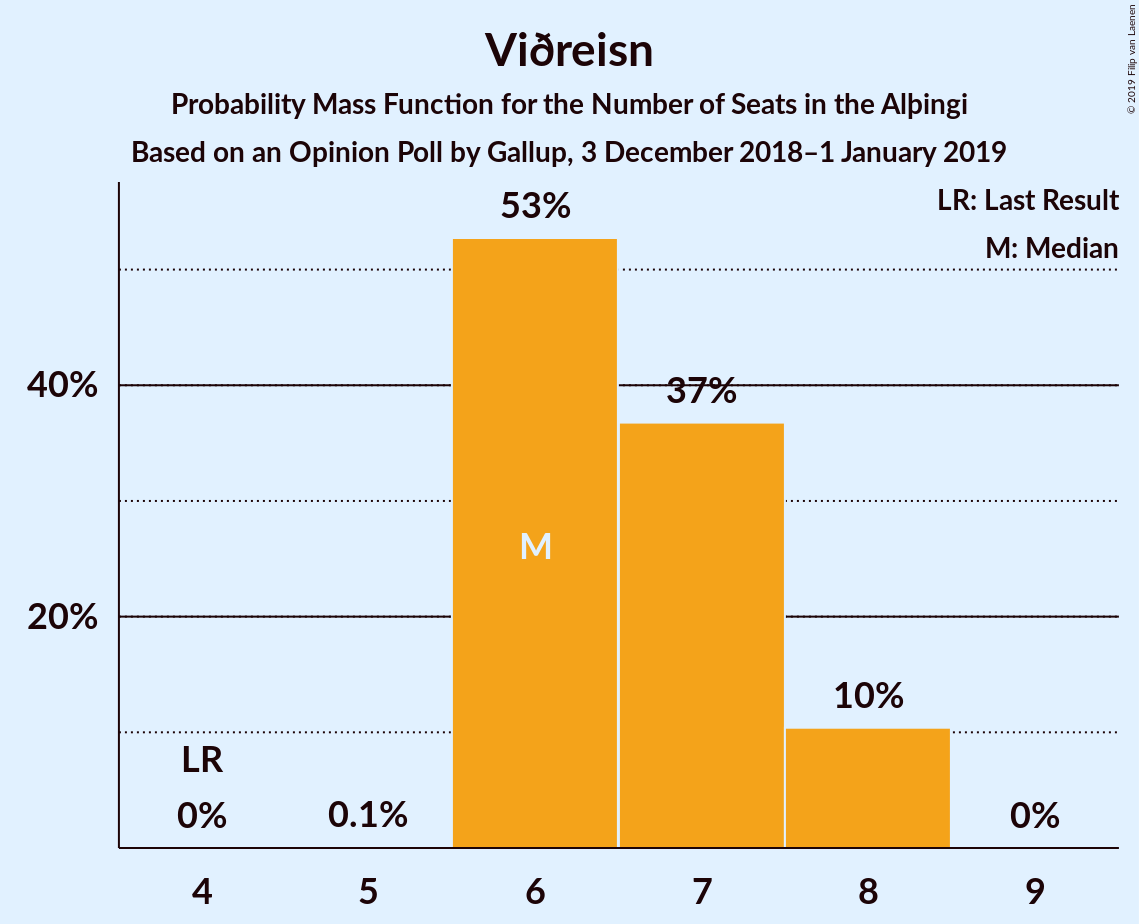 Viðreisn
Probability Mass Function for the Number of Seats in the Alþingi
Based on an Opinion Poll by Gallup, 3 December 2018–1 January 2019
© 2019 Filip van Laenen
LR: Last Result
M: Median
53%
40%
37%
M
20%
10%
LR
0%
0.1%
0%
4
5
6
7
8
9